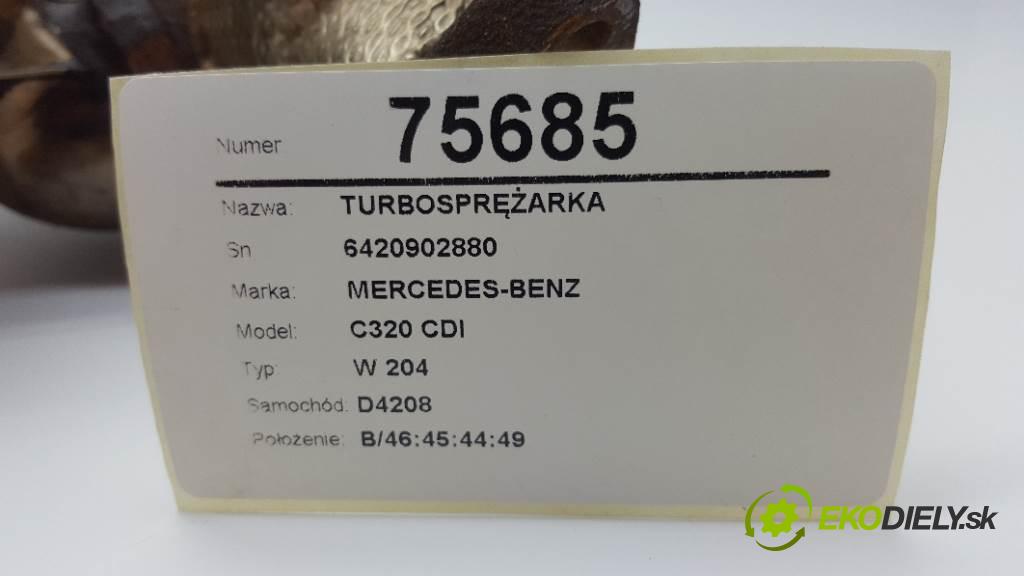 Numer 75685
Nazwa: TURBOSPRĘŻARKA
Sn 6420902880
Marka: MERCEDES-BENZ
Model: C320 CDI
Typ: W 204
Samochód: D4208
Położenie: B/46:45:44:49
EKODIELY.sk